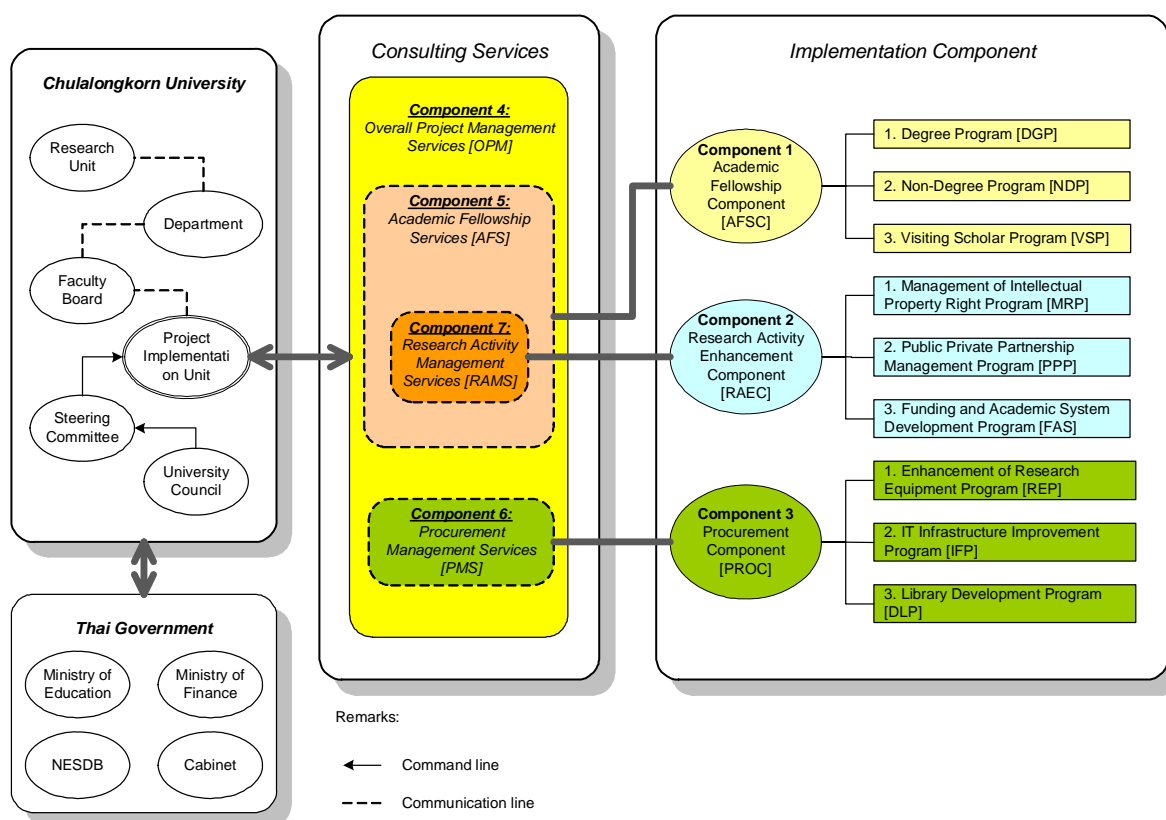 Chulalongkorn University
Research
Unit
Department
Faculty
Board
Project
Implementati
on Unit
Steering
Committee
University
Council
Thai Government
Ministry of
Education
Ministry of
Finance
NESDB
Cabinet
Consulting Services
Component 4:
Overall Project Management
Services [OPM]
Component 5:
Academic Fellowship
Services [AFS]
Component 7:
Research Activity
Management
Services [RAMS]
Component 6:
Procurement
Management Services
[PMS]
Remarks:
Command line
Communication line
Implementation Component
Component 1
Academic
Fellowship
Component
[AFSC]
1. Degree Program [DGP]
2. Non-Degree Program [NDP]
3. Visiting Scholar Program [VSP]
Component 2
Research Activity
Enhancement
Component
[RAEC]
1. Management of Intellectual
Property Right Program [MRP]
2. Public Private Partnership
Management Program [PPP]
3. Funding and Academic System
Development Program [FAS]
Component 3
Procurement
Component
[PROC]
1. Enhancement of Research
Equipment Program [REP]
2. IT Infrastructure Improvement
Program [IFP]
3. Library Development Program
[DLP]